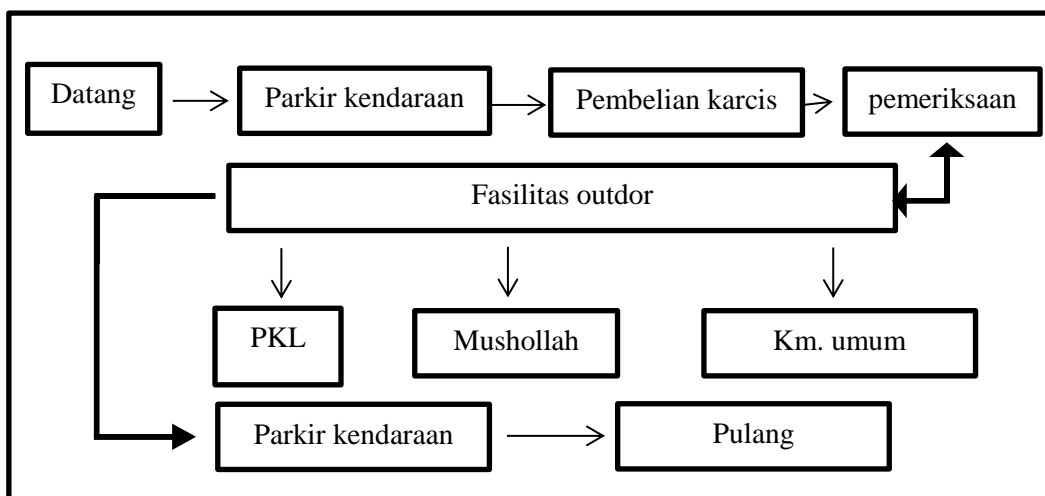 Datang
Parkir kendaraan
Pembelian karcis
pemeriksaan
Fasilitas outdor
PKL
Mushollah
Km. umum
Parkir kendaraan
Pulang